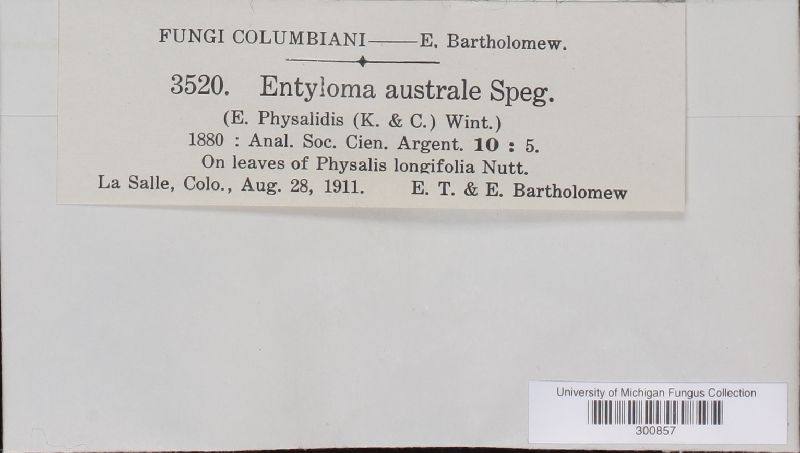 FUNGI COLUMBIANI——E. Bartholomew.
3520. Entyloma australe Speg.
(E. Physalidis (K. & C.) Wint.)
1880 : Anal. Soc. Cien. Argent. 10 : 5.
On leaves of Physalis longifolia Nutt.
La Salle, Colo., Aug. 28, 1911. E. T. & E. Bartholomew
University of Michigan Fungus Collection
300857